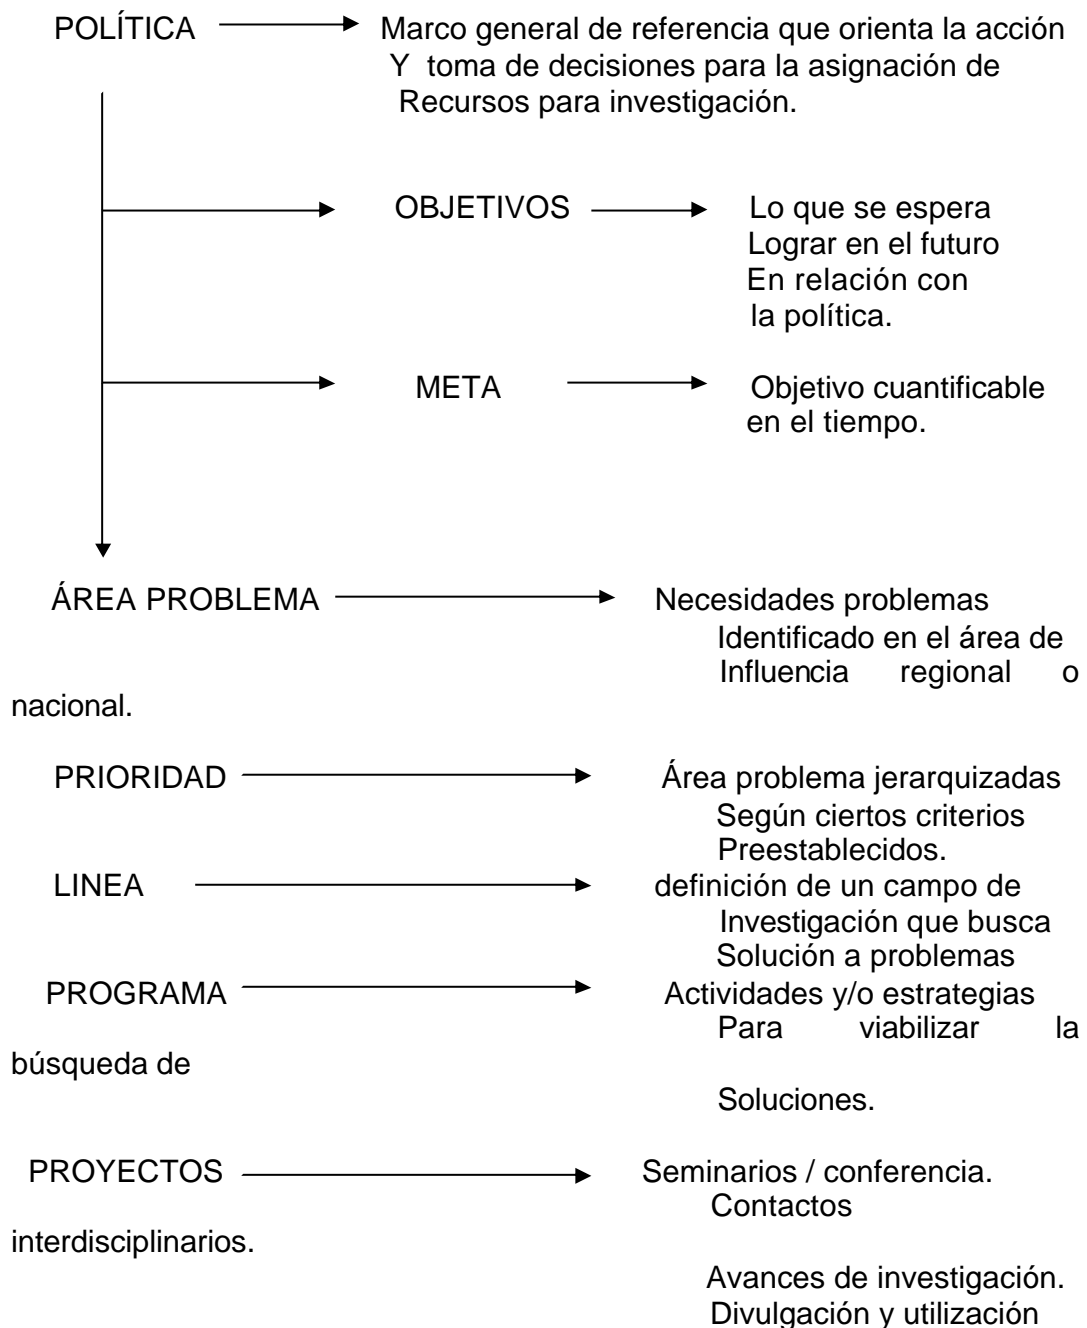 POLÍTICA Marco general de referencia que orienta la acción
Y toma de decisiones para la asignación de
Recursos para investigación.
OBJETIVOS Lo que se espera
Lograr en el futuro
En relación con
la política.
META Objetivo cuantificable
en el tiempo.
ÁREA PROBLEMA Necesidades problemas
Identificado en el área de
Influencia regional o
nacional.
PRIORIDAD Área problema jerarquizadas
Según ciertos criterios
Preestablecidos.
LINEA definición de un campo de
Investigación que busca
Solución a problemas
PROGRAMA Actividades y/o estrategias
Para viabilizar la
búsqueda de
Soluciones.
PROYECTOS Seminarios / conferencia.
Contactos
interdisciplinarios.
Avances de investigación.
Divulgación y utilización